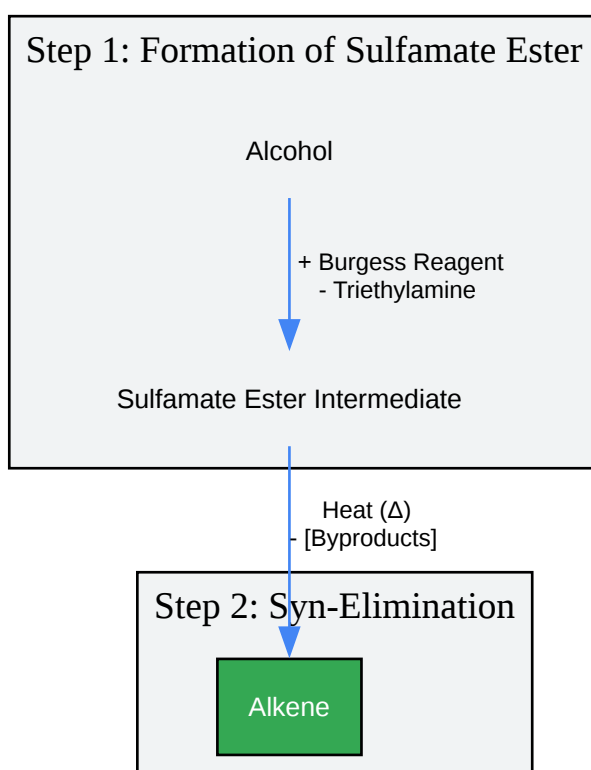 Step 1: Formation of Sulfamate Ester
Alcohol
+ Burgess Reagent
- Triethylamine
Sulfamate Ester Intermediate
Heat (Δ)
- [Byproducts]
Step 2: Syn-Elimination
Alkene